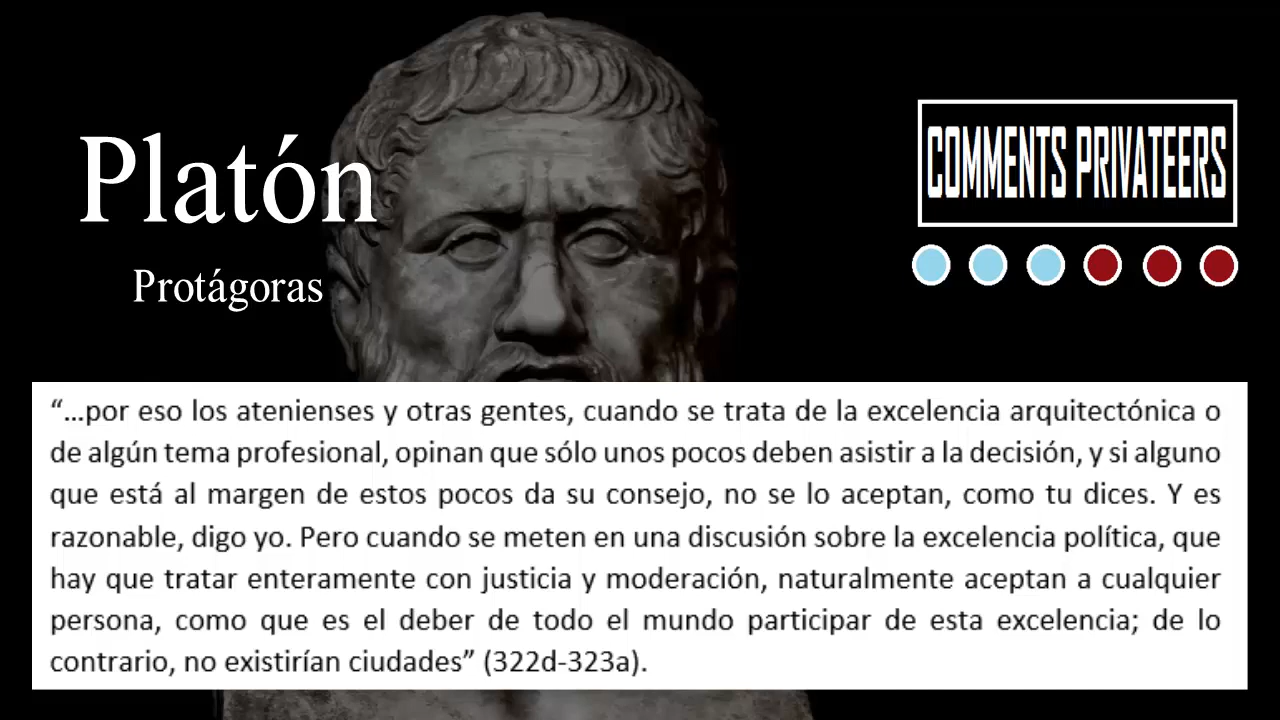 Platón
Protágoras
COMMENTS PRIVATEERS
“…por eso los atenienses y otras gentes, cuando se trata de la excelencia arquitectónica o
de algún tema profesional, opinan que sólo unos pocos deben asistir a la decisión, y si alguno
que está al margen de estos pocos da su consejo, no se lo aceptan, como tu dices. Y es
razonable, digo yo. Pero cuando se meten en una discusión sobre la excelencia política, que
hay que tratar enteramente con justicia y moderación, naturalmente aceptan a cualquier
persona, como que es el deber de todo el mundo participar de esta excelencia; de lo
contrario, no existirían ciudades” (322d-323a).